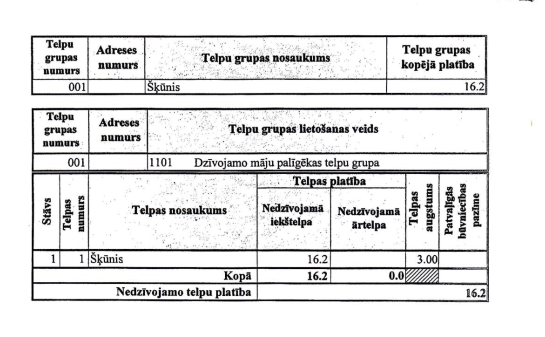 Telpu grupas numurs Adreses numurs Telpu grupas nosaukums Telpu grupas kopējā platība
001 Šķūnis 16.2
Telpu grupas numurs Adreses numurs Telpu grupas lietošanas veids
001 1101 Dzīvojamo māju palīgēkas telpu grupa
Stāvs Telpas numurs Telpas nosaukums Telpas platība Telpas augstums Patvaļīgās būvniecības pazīme
Nedzīvojamā iekštelpa Nedzīvojamā ārtelpa
1 1 Šķūnis 16.2 3.00
Kopā 16.2 0.0
Nedzīvojamo telpu platība 16.2